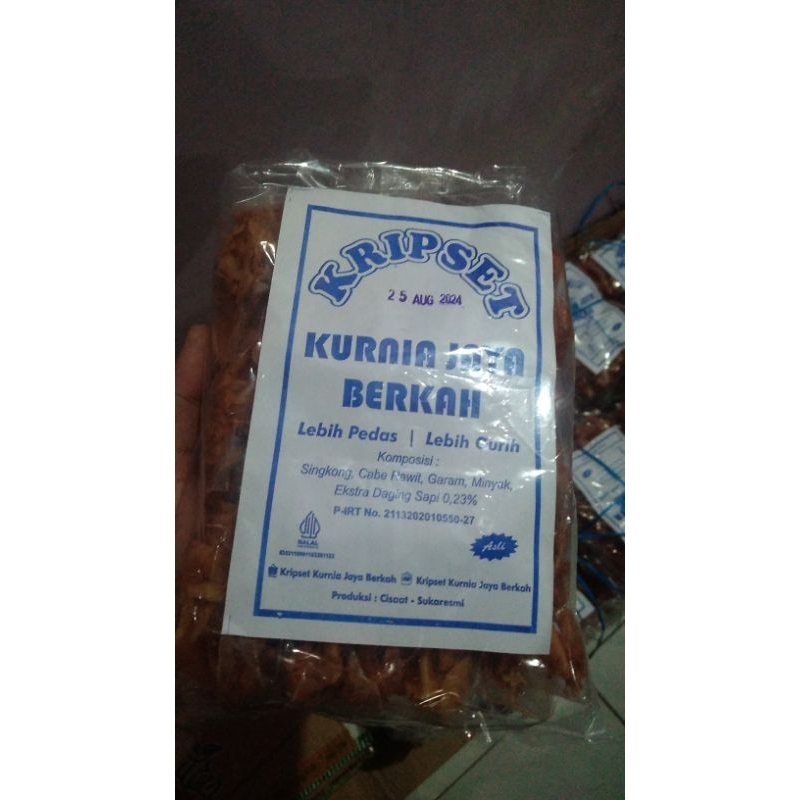 KRIPSET
25 AUG 2024
KURNIA JAYA
BERKAH
Lebih Pedas | Lebih Gurih
Komposisi :
Singkong, Cabe Rawit, Garam, Minyak,
Ekstra Daging Sapi 0,23%
P-IRT No. 2113202010550-27
HALAL
Asli
Kripset Kurnia Jaya Berkah Kripset Kurnia Jaya Berkah
Produksi : Cisaat - Sukaresmi